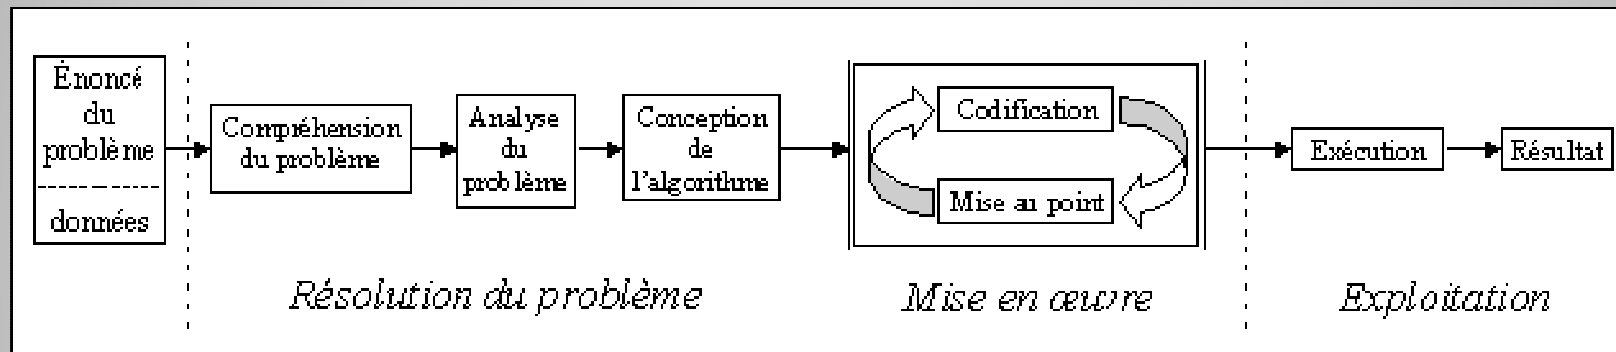 Énoncé
du
problème
données
Compréhension
du problème
Analyse
du
problème
Conception
de
l'algorithme
Codification
Mise au point
Exécution
Résultat
Résolution du problème
Mise en œuvre
Exploitation